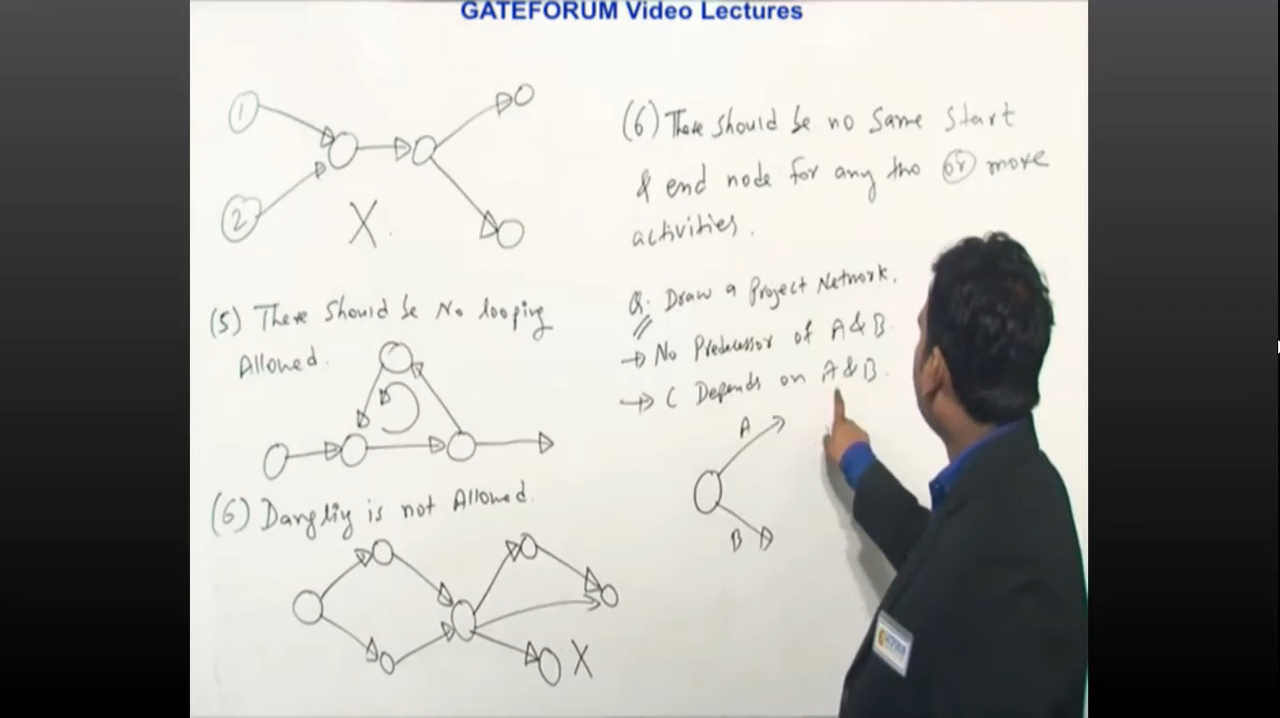 GATEFORUM Video Lectures
1
2
X
(5) There should be No looping
Allowed.
(6) Dangliy is not Allowed.
X
(6) There should be no same start
& end node for any two or more
activities.
Q. Draw a Project Network.
→ No Predecessor of A & B.
→ C Depends on A & B.
A
B